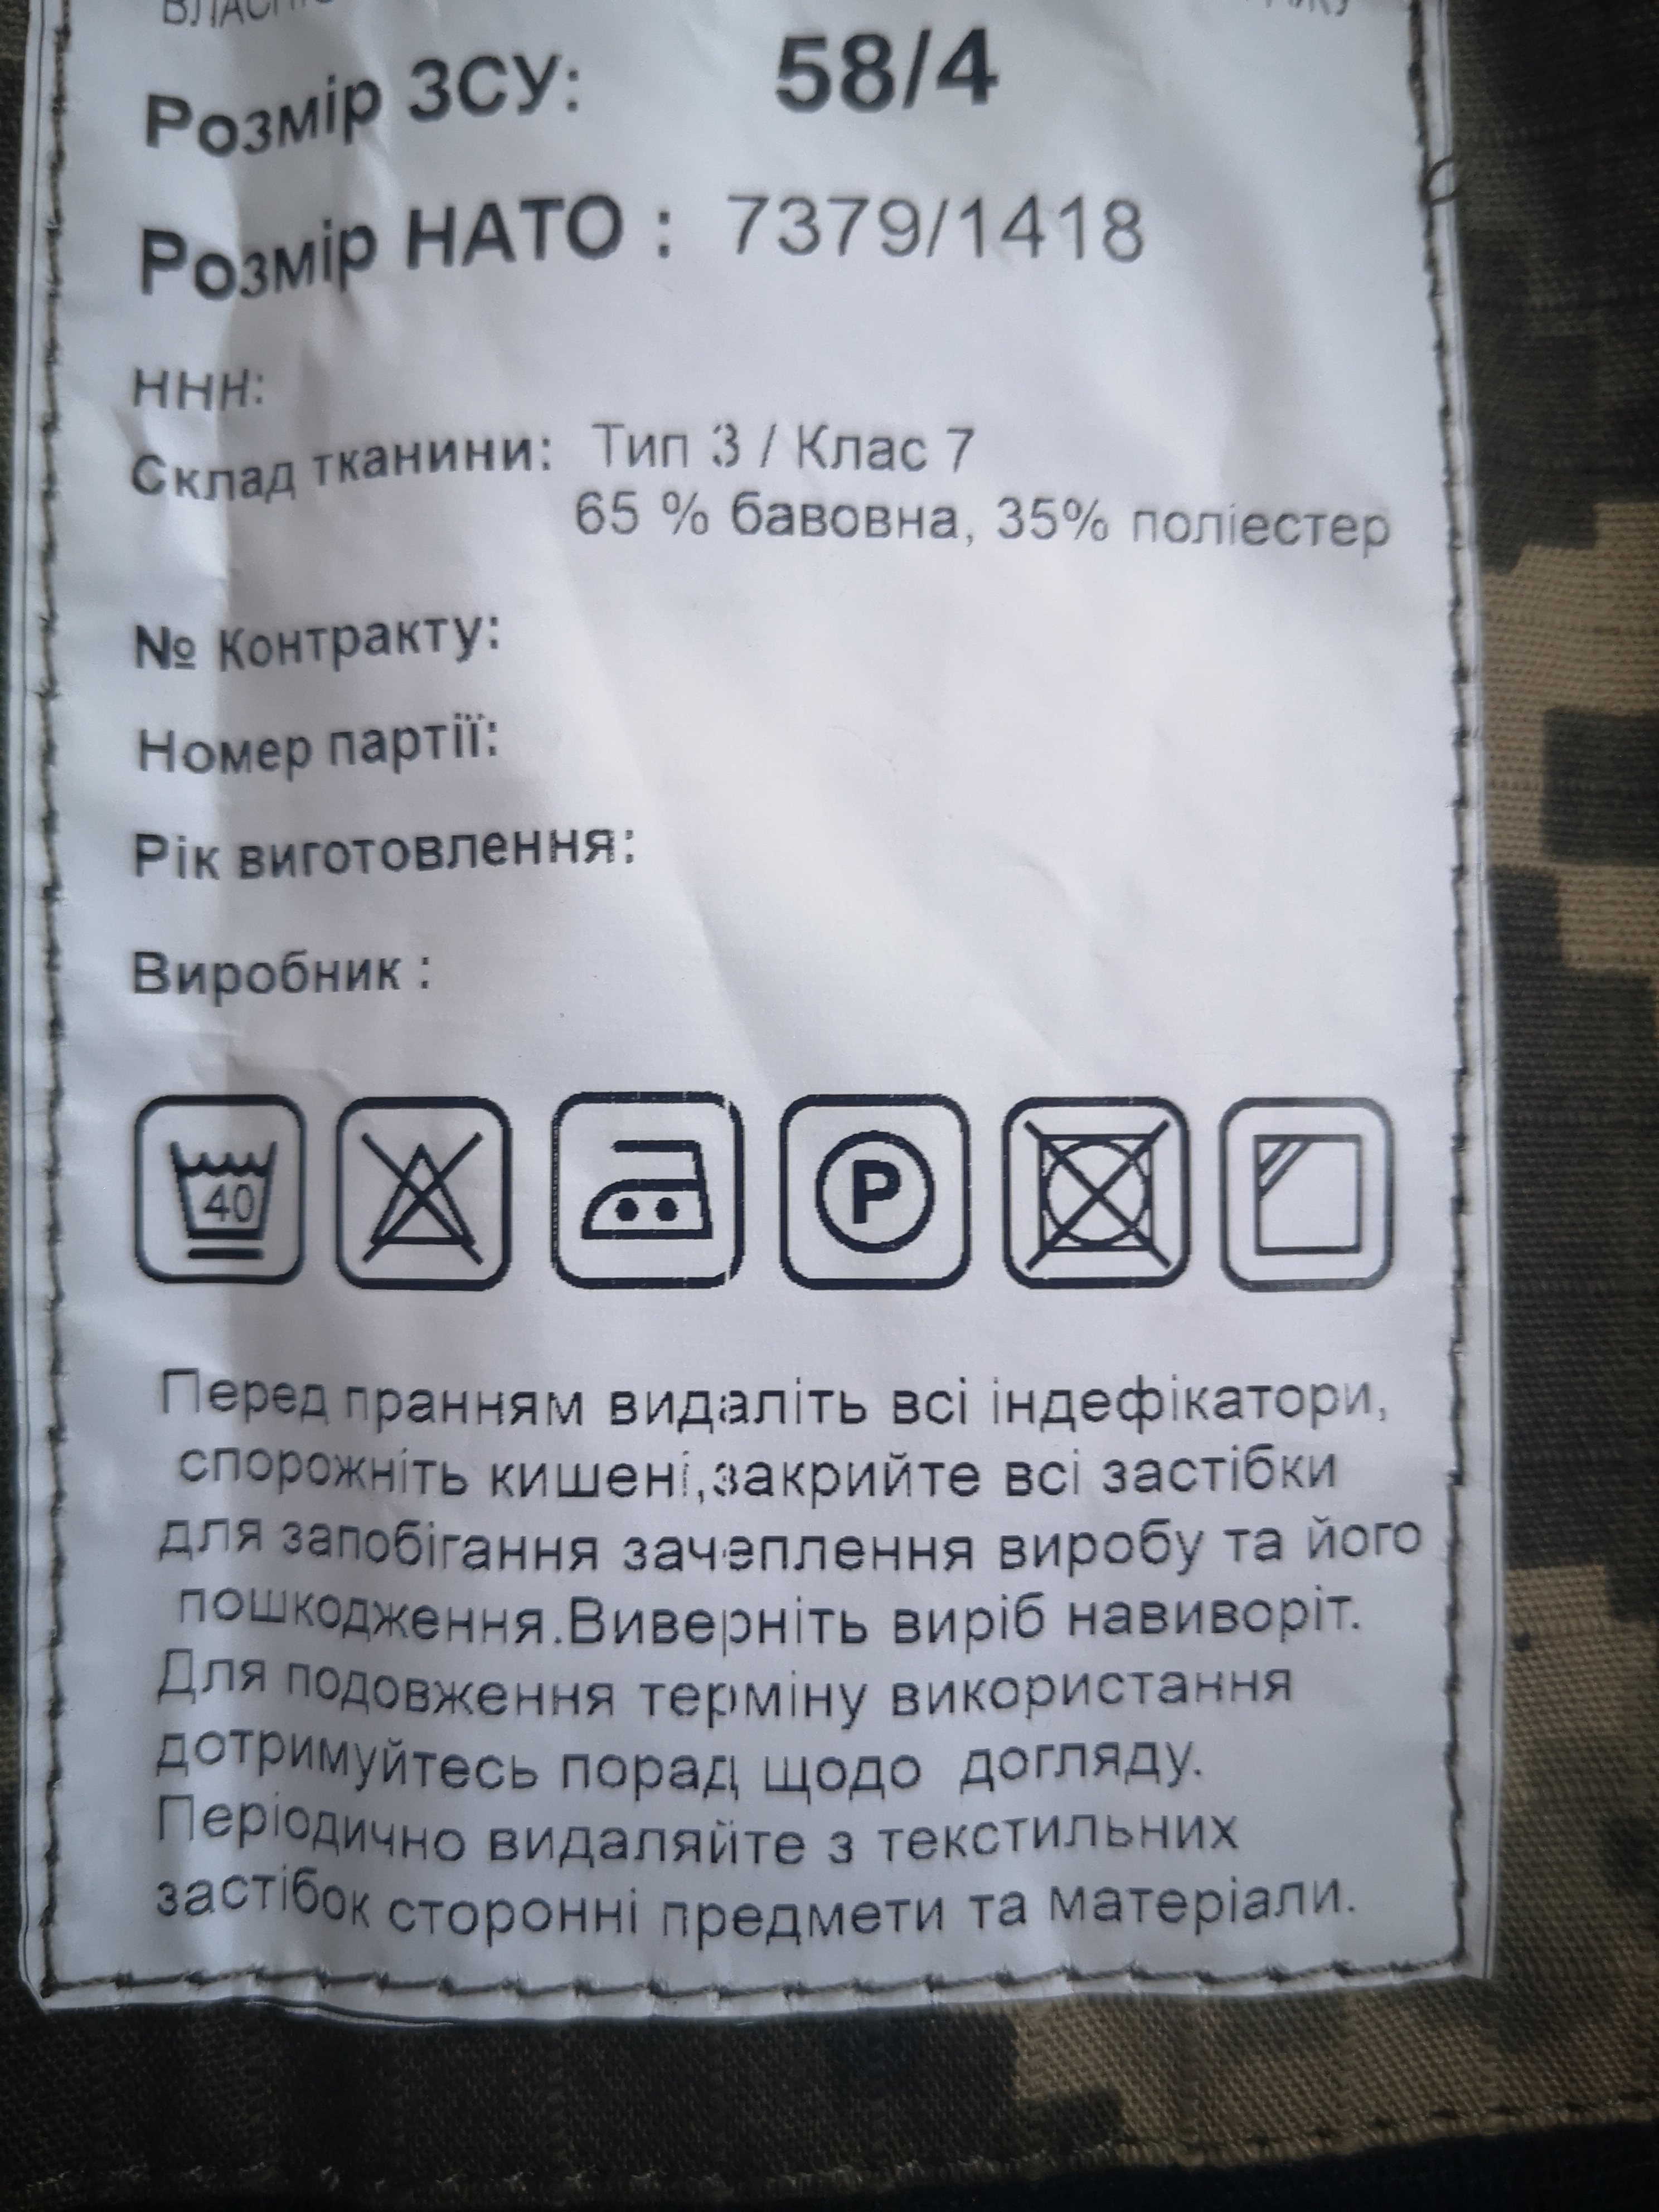 Розмір ЗСУ: 58/4
Розмір НАТО : 7379/1418
ННН:
Склад тканини: Тип 3 / Клас 7
65 % бавовна, 35% поліестер
№ Контракту:
Номер партії:
Рік виготовлення:
Виробник :
40
P
Перед пранням видаліть всі індефікатори,
спорожніть кишені,закрийте всі застібки
для запобігання зачеплення виробу та його
пошкодження.Виверніть виріб навиворіт.
Для подовження терміну використання
дотримуйтесь порад щодо догляду.
Періодично видаляйте з текстильних
застібок сторонні предмети та матеріали.